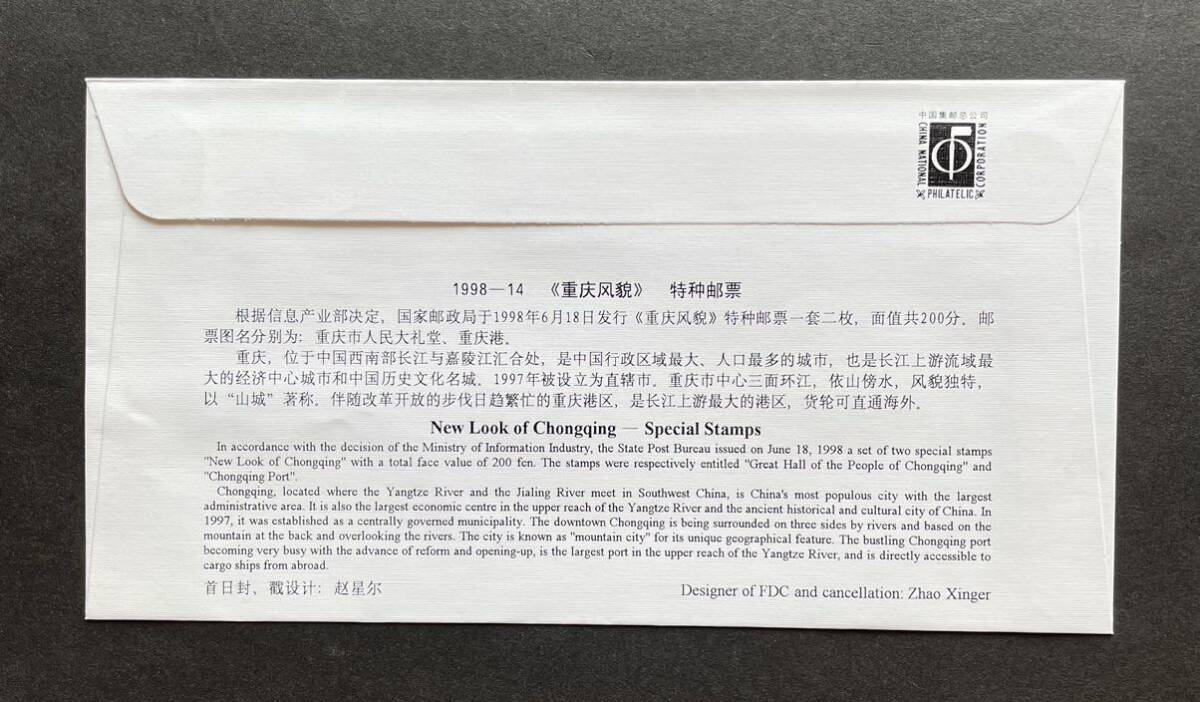 中国集邮总公司
CHINA NATIONAL
PHILATELIC
CORPORATION
1998－14 《重庆风貌》 特种邮票
根据信息产业部决定，国家邮政局于1998年6月18日发行《重庆风貌》特种邮票一套二枚，面值共200分．邮
票图名分别为：重庆市人民大礼堂、重庆港．
重庆，位于中国西南部长江与嘉陵江汇合处，是中国行政区域最大、人口最多的城市，也是长江上游流域最
大的经济中心城市和中国历史文化名城．1997年被设立为直辖市．重庆市中心三面环江，依山傍水，风貌独特，
以“山城”著称．伴随改革开放的步伐日趋繁忙的重庆港区，是长江上游最大的港区，货轮可直通海外．
New Look of Chongqing — Special Stamps
In accordance with the decision of the Ministry of Information Industry, the State Post Bureau issued on June 18, 1998 a set of two special stamps
"New Look of Chongqing" with a total face value of 200 fen. The stamps were respectively entitled "Great Hall of the People of Chongqing" and
"Chongqing Port".
Chongqing, located where the Yangtze River and the Jialing River meet in Southwest China, is China's most populous city with the largest
administrative area. It is also the largest economic centre in the upper reach of the Yangtze River and the ancient historical and cultural city of China. In
1997, it was established as a centrally governed municipality. The downtown Chongqing is being surrounded on three sides by rivers and based on the
mountain at the back and overlooking the rivers. The city is known as "mountain city" for its unique geographical feature. The bustling Chongqing port
becoming very busy with the advance of reform and opening-up, is the largest port in the upper reach of the Yangtze River, and is directly accessible to
cargo ships from abroad.
首日封、戳设计：赵星尔
Designer of FDC and cancellation: Zhao Xinger